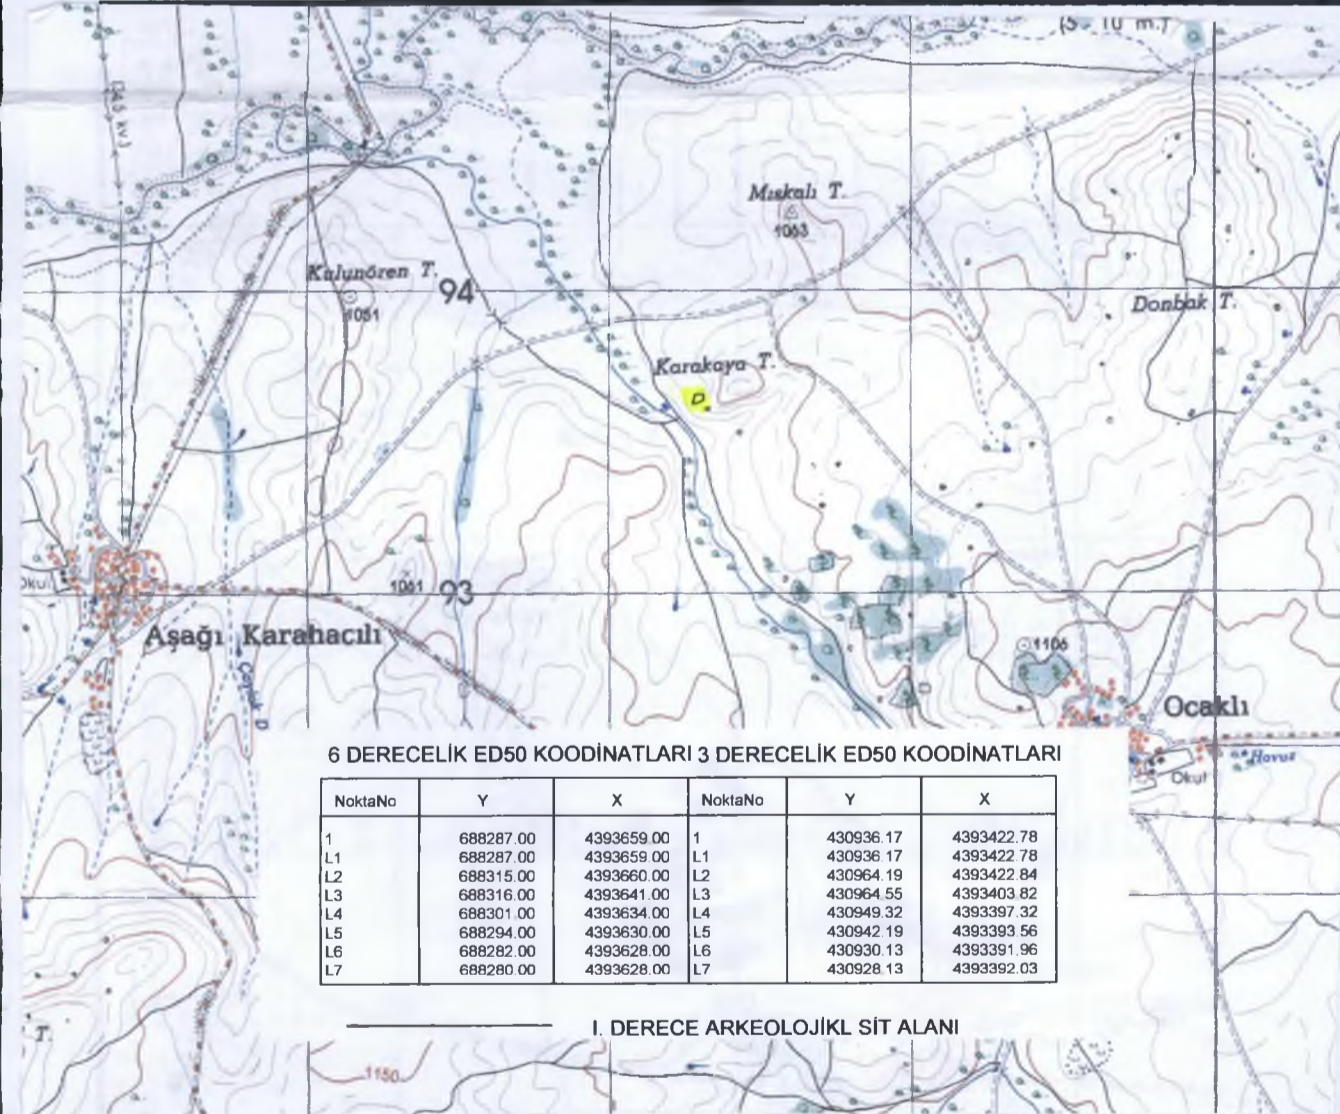 (5 - 10 m.)
Mıskalı T.
1063
Kalunören T.
94
1051
Donbak T.
Karakaya T.
D
Okul
1061
93
1106
Aşağı Karahacılı
Ocaklı
Havuz
Okul
6 DERECELİK ED50 KOODİNATLARI 3 DERECELİK ED50 KOODİNATLARI
NoktaNo Y X NoktaNo Y X
1 688287.00 4393659.00 1 430936.17 4393422.78
L1 688287.00 4393659.00 L1 430936.17 4393422.78
L2 688315.00 4393660.00 L2 430964.19 4393422.84
L3 688316.00 4393641.00 L3 430964.55 4393403.82
L4 688301.00 4393634.00 L4 430949.32 4393397.32
L5 688294.00 4393630.00 L5 430942.19 4393393.56
L6 688282.00 4393628.00 L6 430930.13 4393391.96
L7 688280.00 4393628.00 L7 430928.13 4393392.03
I. DERECE ARKEOLOJİKL SİT ALANI
T.
1150